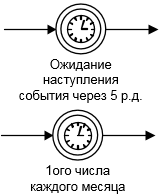 Ожидание
наступления
события через 5 р.д.
1ого числа
каждого месяца